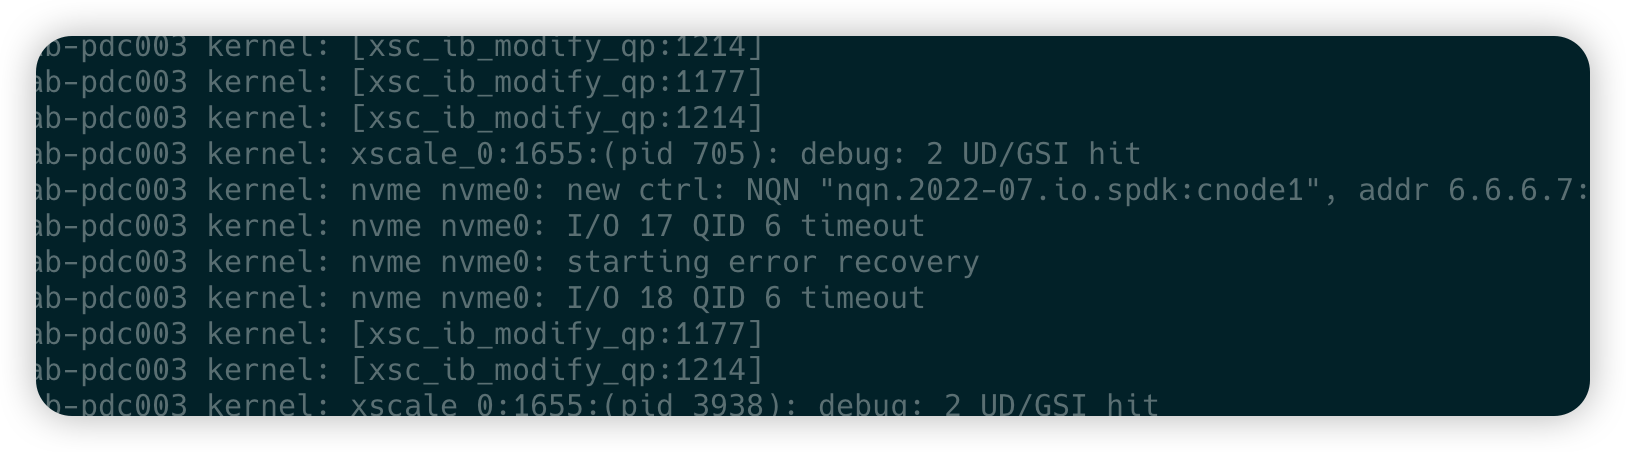 ab-pdc003 kernel: [xsc_ib_modify_qp:1214]
ab-pdc003 kernel: [xsc_ib_modify_qp:1177]
ab-pdc003 kernel: [xsc_ib_modify_qp:1214]
ab-pdc003 kernel: xscale_0:1655:(pid 705): debug: 2 UD/GSI hit
ab-pdc003 kernel: nvme nvme0: new ctrl: NQN "nqn.2022-07.io.spdk:cnode1", addr 6.6.6.7:
ab-pdc003 kernel: nvme nvme0: I/O 17 QID 6 timeout
ab-pdc003 kernel: nvme nvme0: starting error recovery
ab-pdc003 kernel: nvme nvme0: I/O 18 QID 6 timeout
ab-pdc003 kernel: [xsc_ib_modify_qp:1177]
ab-pdc003 kernel: [xsc_ib_modify_qp:1214]
ab-pdc003 kernel: xscale_0:1655:(pid 3938): debug: 2 UD/GSI hit